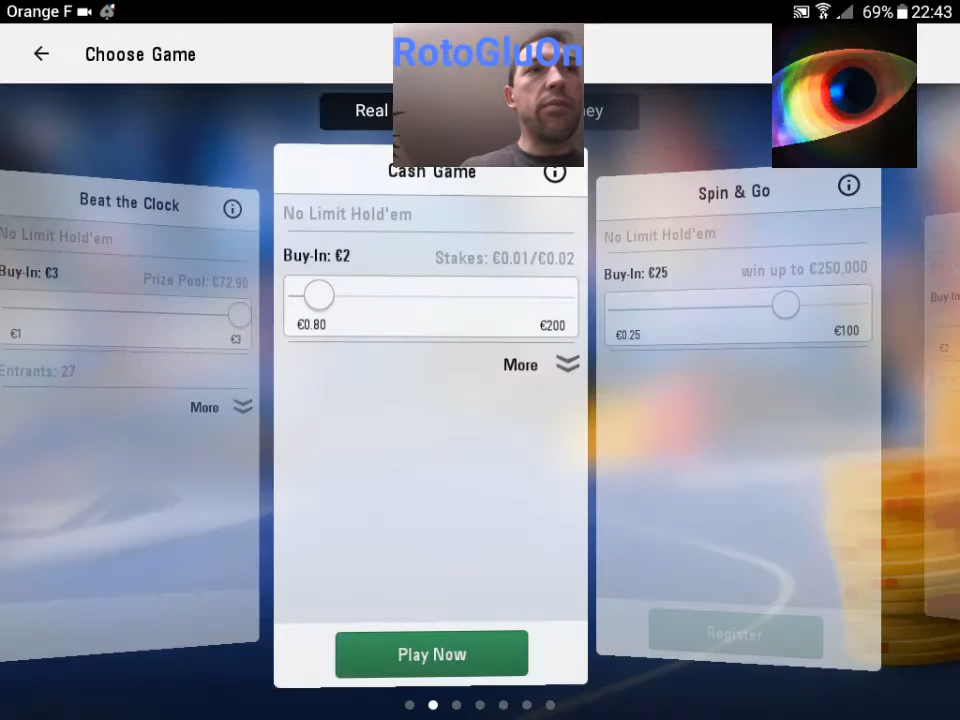 Orange F
69%
22:43
Choose Game
RotoGluOn
Real
ney
Beat the Clock
No Limit Hold'em
Buy-In: €3
Prize Pool: €72.90
€1
€3
Entrants: 27
More
Cash Game
No Limit Hold'em
Buy-In: €2
Stakes: €0.01/€0.02
€0.80
€200
More
Play Now
Spin & Go
No Limit Hold'em
Buy-In: €25
win up to €250,000
€0.25
€100
Register
Buy-In
€2